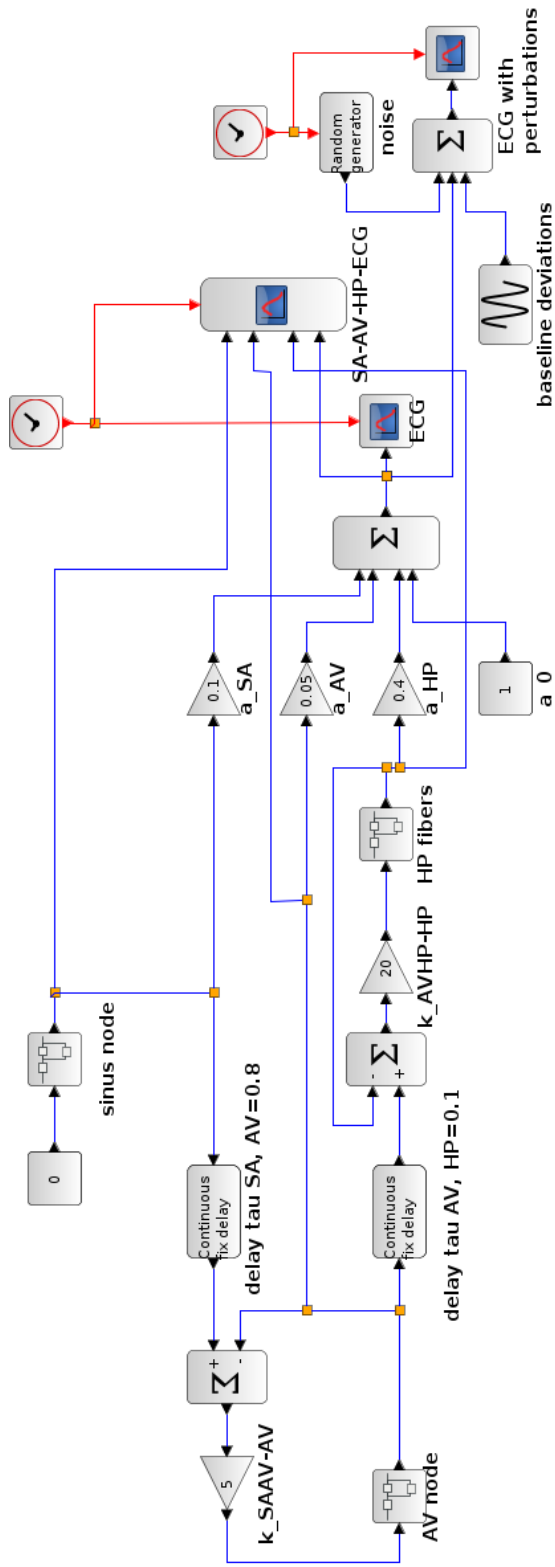 0
sinus node
Continuous
fix delay
delay tau SA, AV=0.8
Σ
+
-
5
k_SAAV-AV
AV node
Continuous
fix delay
delay tau AV, HP=0.1
-
Σ
+
20
k_AVHP-HP
HP fibers
0.1
a_SA
0.05
a_AV
0.4
a_HP
1
a 0
Σ
ECG
SA-AV-HP-ECG
Random
generator
noise
baseline deviations
Σ
ECG with
perturbations